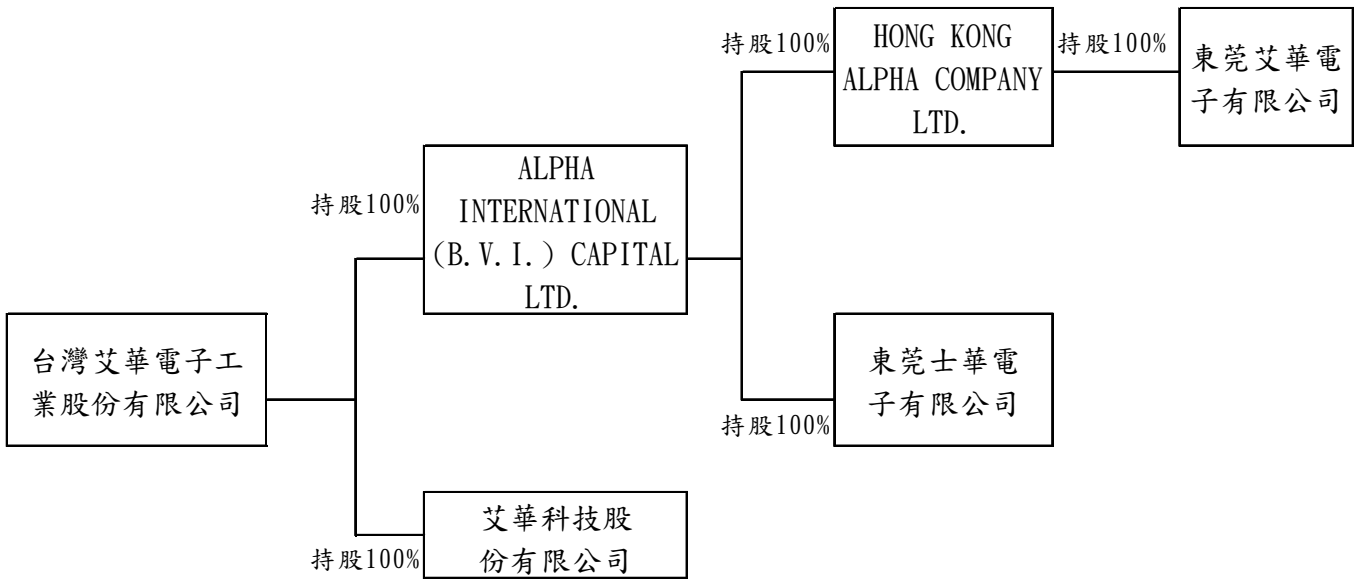 持股100%
HONG KONG
ALPHA COMPANY
LTD.
持股100%
東莞艾華電
子有限公司
持股100%
ALPHA
INTERNATIONAL
(B.V.I.) CAPITAL
LTD.
台灣艾華電子工
業股份有限公司
東莞士華電
子有限公司
持股100%
艾華科技股
份有限公司
持股100%